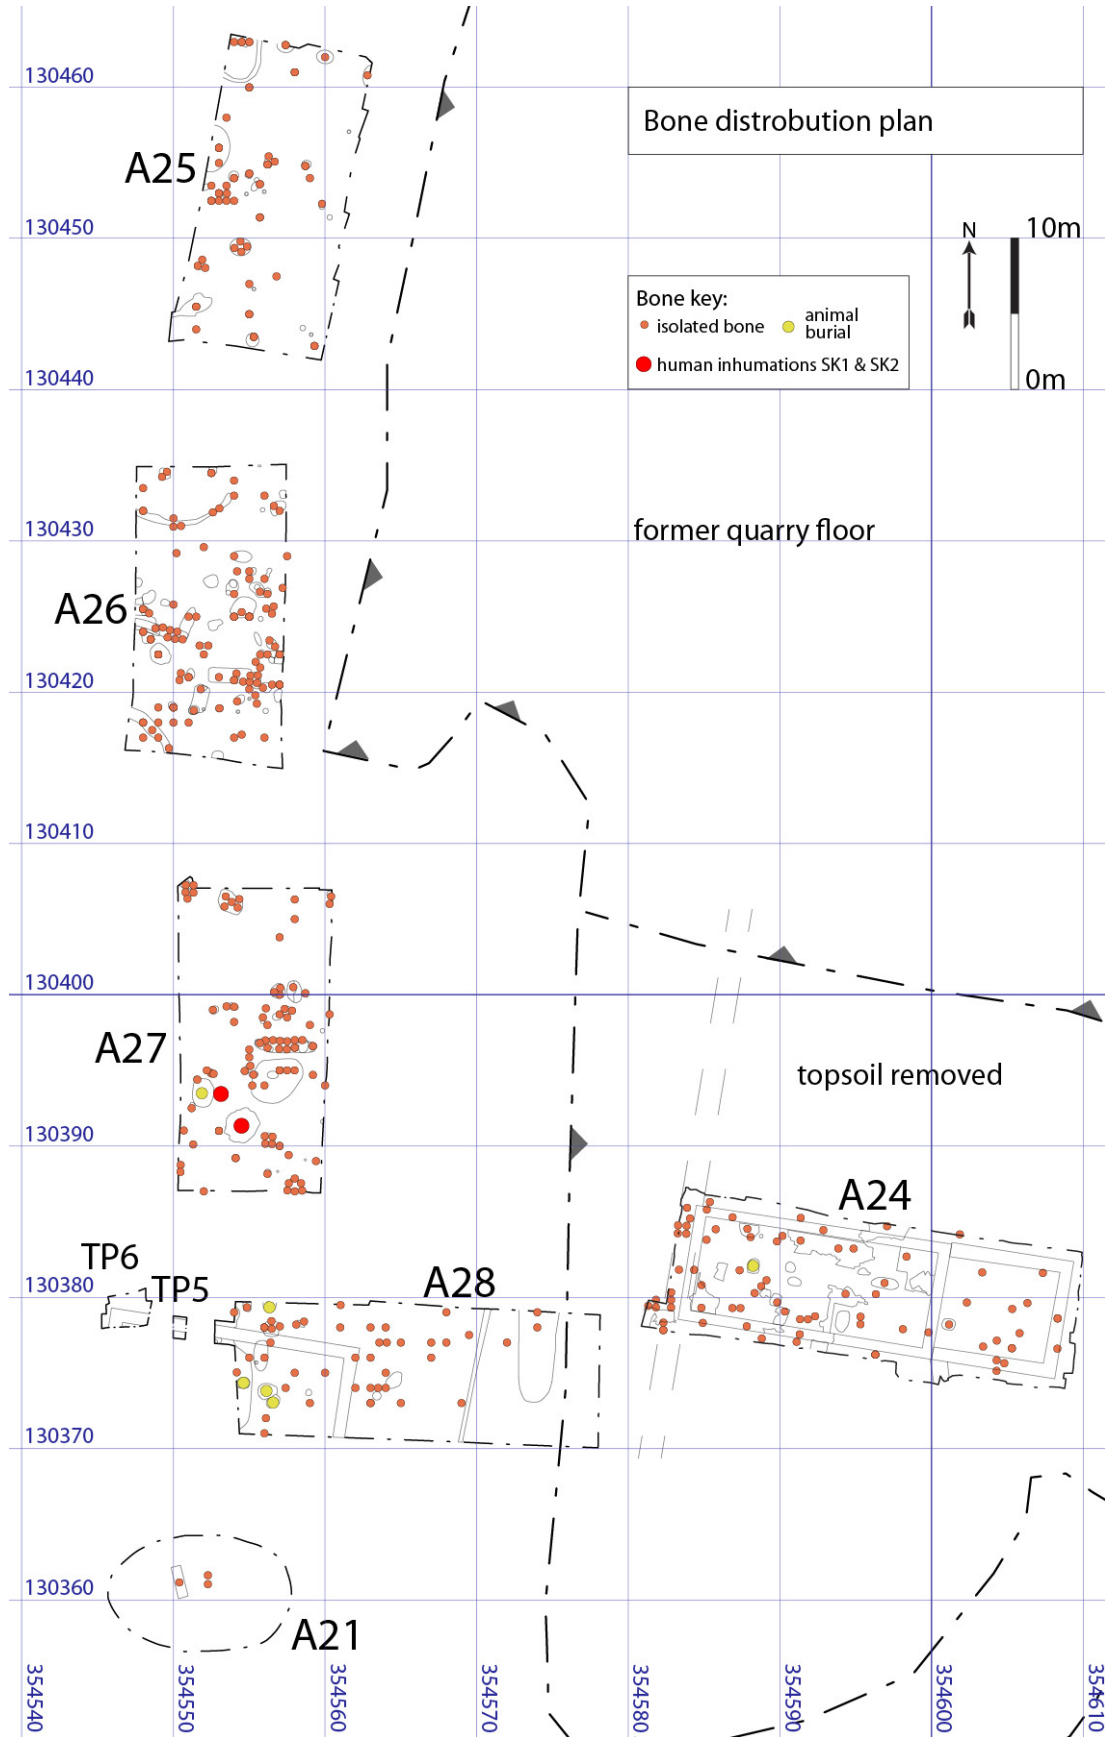 130460
Bone distrobution plan
A25
130450
N
10m
Bone key:
isolated bone
animal
burial
human inhumations SK1 & SK2
0m
130440
130430
former quarry floor
A26
130420
130410
130400
A27
topsoil removed
130390
A24
TP6
TP5
A28
130380
130370
130360
A21
354540
354550
354560
354570
354580
354590
354600
354610